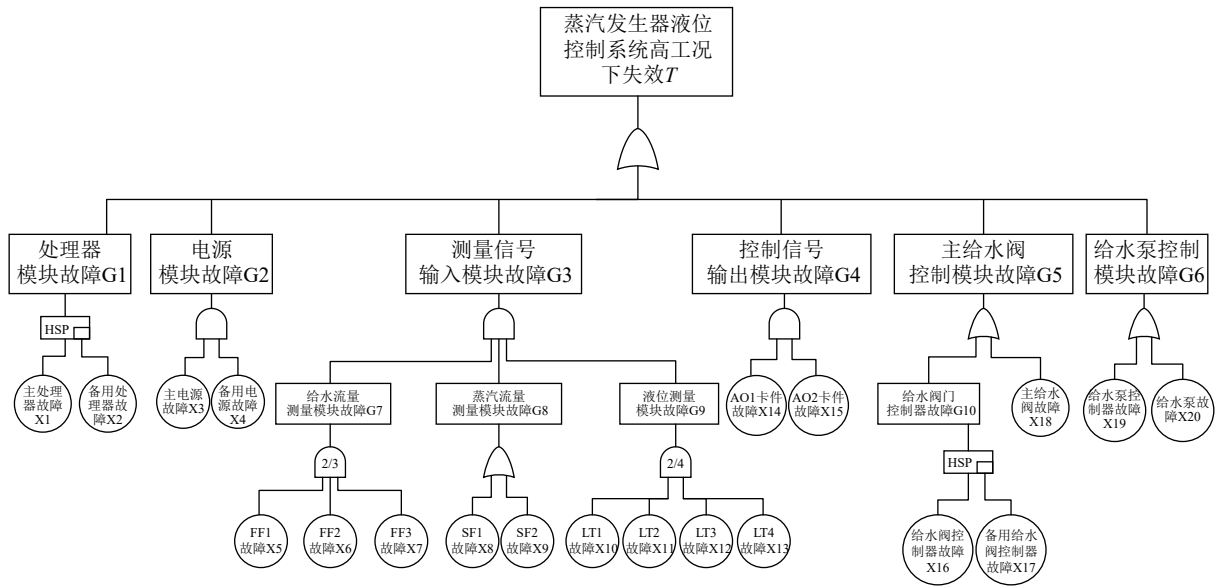 蒸汽发生器液位
控制系统高工况
下失效T
处理器
模块故障G1
电源
模块故障G2
测量信号
输入模块故障G3
控制信号
输出模块故障G4
主给水阀
控制模块故障G5
给水泵控制
模块故障G6
HSP
主处理
器故障
X1
备用处
理器故
障X2
主电源
故障X3
备用电
源故障
X4
给水流量
测量模块故障G7
蒸汽流量
测量模块故障G8
液位测量
模块故障G9
AO1卡件
故障X14
AO2卡件
故障X15
给水阀门
控制器故障G10
主给水
阀故障
X18
给水泵控
制器故障
X19
给水泵故
障X20
2/3
2/4
HSP
FF1
故障X5
FF2
故障X6
FF3
故障X7
SF1
故障X8
SF2
故障X9
LT1
故障X10
LT2
故障X11
LT3
故障X12
LT4
故障X13
给水阀控
制器故障
X16
备用给水
阀控制器
故障X17